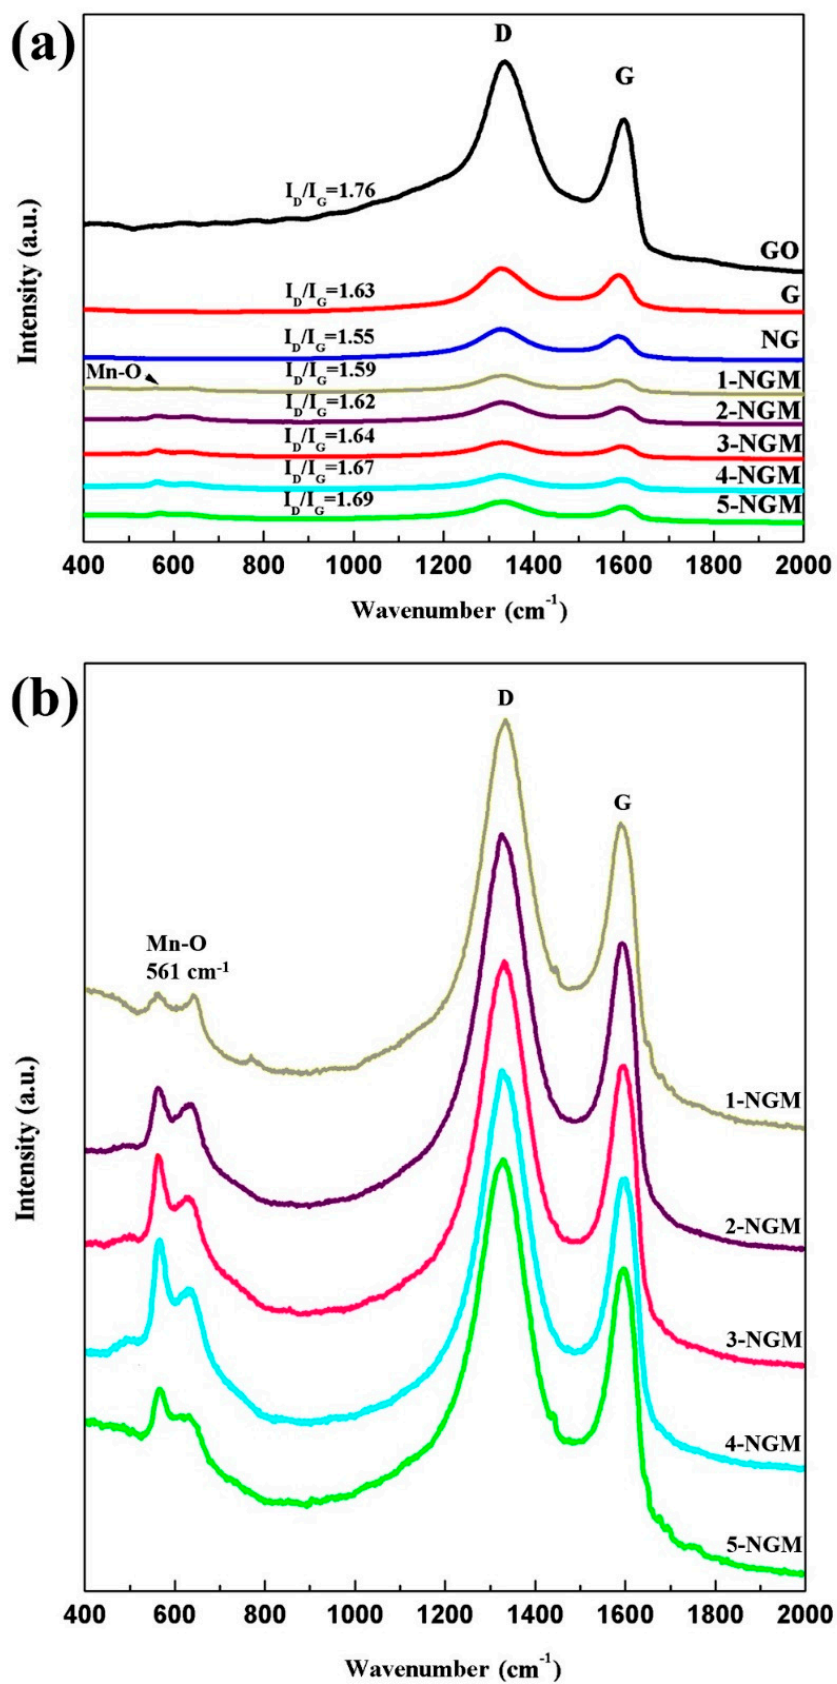 (a)
D
G
I_D/I_G=1.76
GO
I_D/I_G=1.63
G
I_D/I_G=1.55
NG
Mn-O
I_D/I_G=1.59
1-NGM
I_D/I_G=1.62
2-NGM
I_D/I_G=1.64
3-NGM
I_D/I_G=1.67
4-NGM
I_D/I_G=1.69
5-NGM
Intensity (a.u.)
400 600 800 1000 1200 1400 1600 1800 2000
Wavenumber (cm⁻¹)
(b)
D
G
Mn-O
561 cm⁻¹
1-NGM
2-NGM
3-NGM
4-NGM
5-NGM
Intensity (a.u.)
400 600 800 1000 1200 1400 1600 1800 2000
Wavenumber (cm⁻¹)